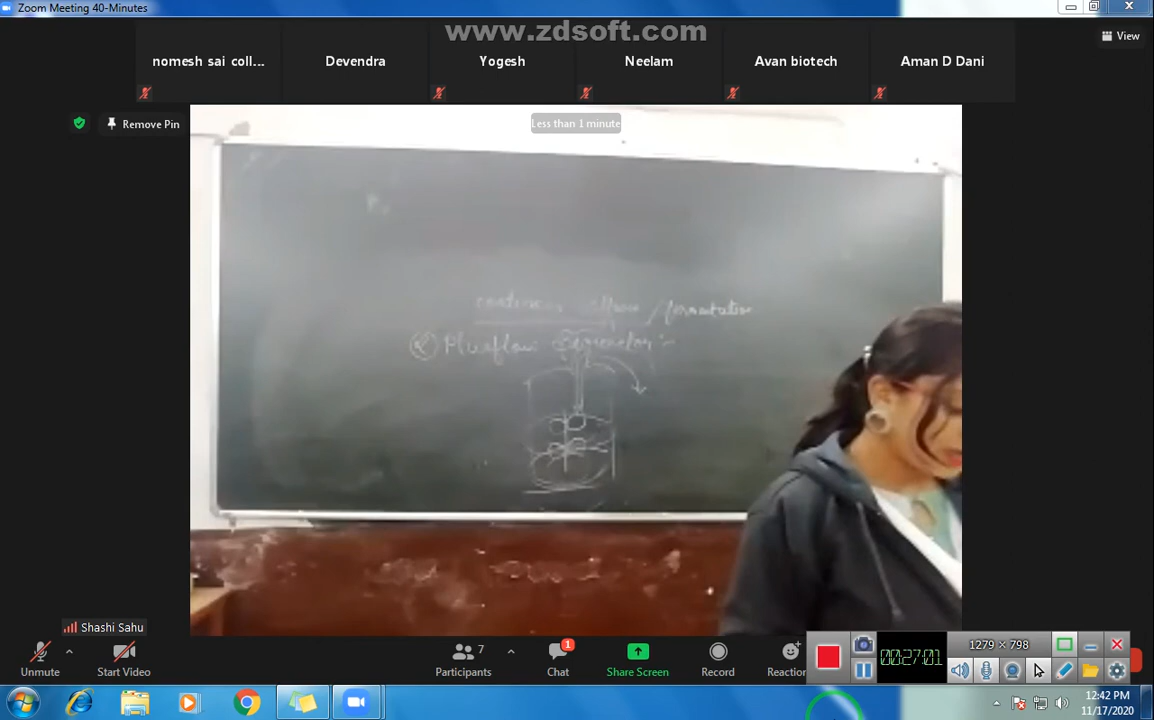 Zoom Meeting 40-Minutes
www.zdsoft.com
View
nomesh sai coll...
Devendra
Yogesh
Neelam
Avan biotech
Aman D Dani
Remove Pin
Less than 1 minute
/ fermentation
Shashi Sahu
Unmute
Start Video
7
Participants
1
Chat
Share Screen
Record
Reaction
00:27:01
1279 × 798
12:42 PM
11/17/2020